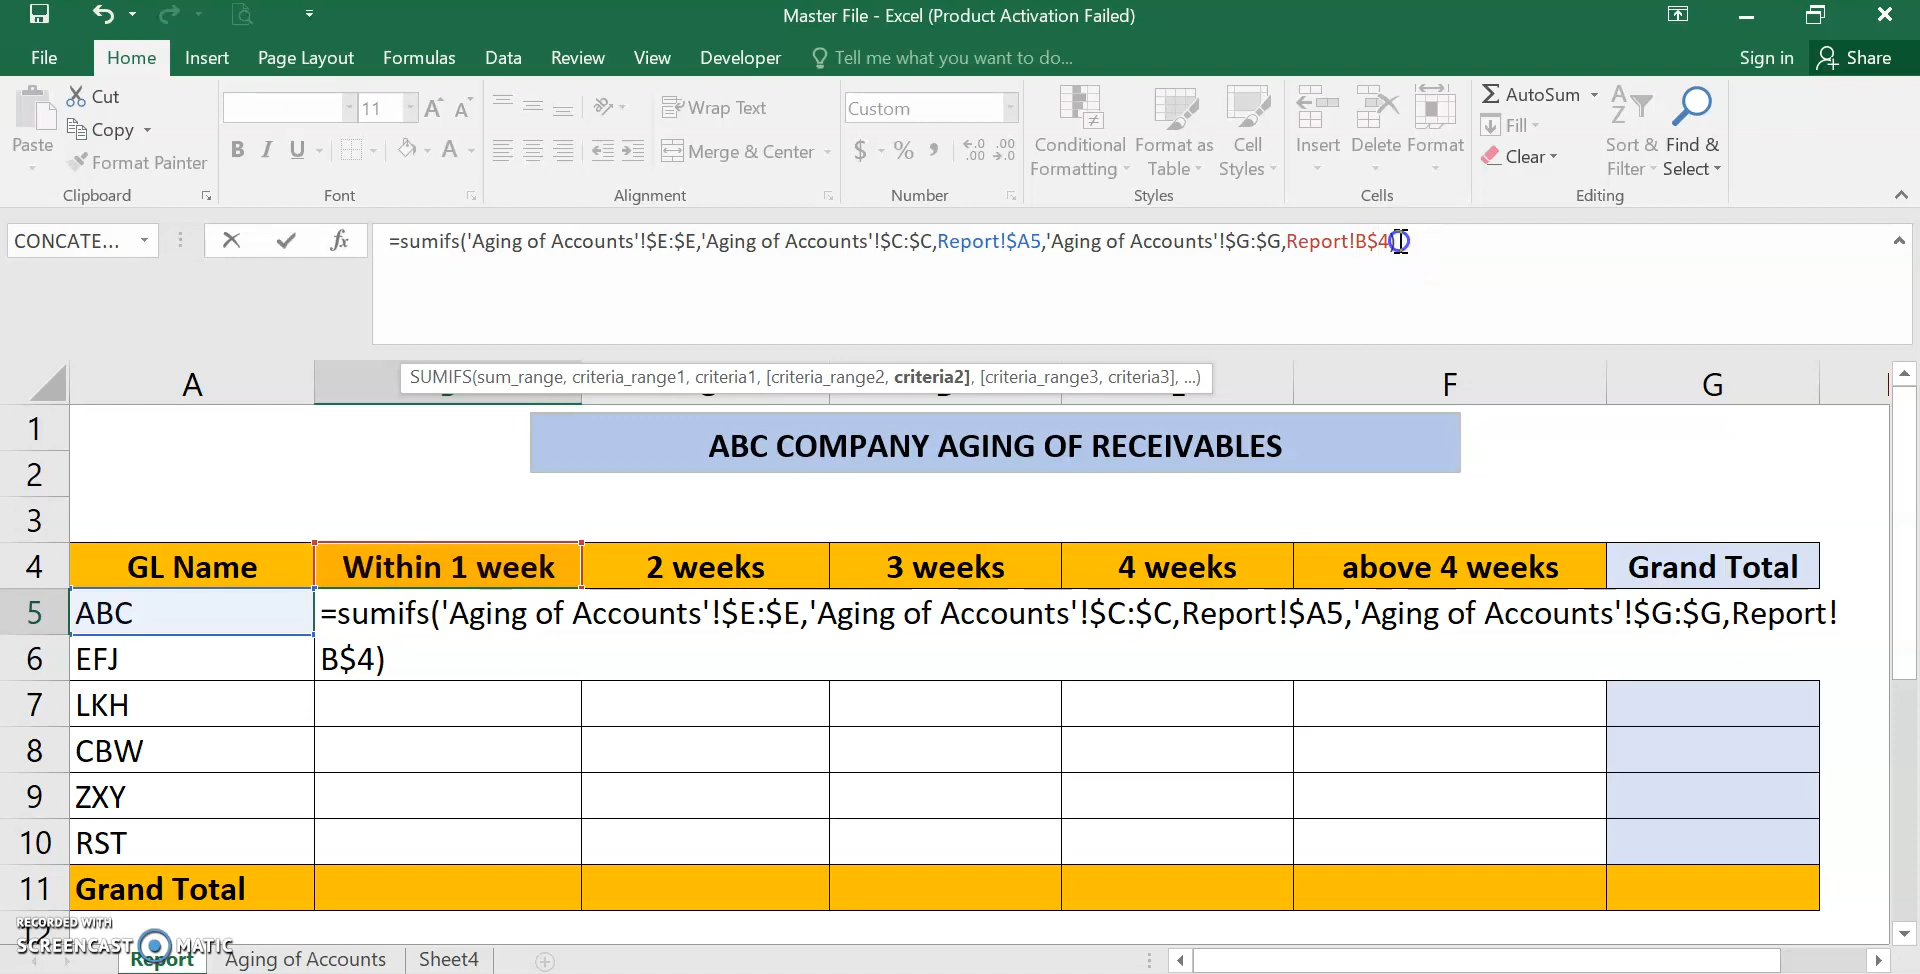 Master File - Excel (Product Activation Failed)
File Home Insert Page Layout Formulas Data Review View Developer Tell me what you want to do... Sign in Share
Paste
Cut
Copy
Format Painter
Clipboard
11 A A
B I U A
Font
Wrap Text
Merge & Center
Alignment
Custom
$ % , .0 .00 .00 .0
Number
Conditional Formatting
Format as Table
Cell Styles
Styles
Insert Delete Format
Cells
AutoSum
Fill
Clear
Sort & Filter
Find & Select
Editing
CONCATE... fx =sumifs('Aging of Accounts'!$E:$E,'Aging of Accounts'!$C:$C,Report!$A5,'Aging of Accounts'!$G:$G,Report!B$4)
SUMIFS(sum_range, criteria_range1, criteria1, [criteria_range2, criteria2], [criteria_range3, criteria3], ...)
A F G
1 ABC COMPANY AGING OF RECEIVABLES
2
3
4 GL Name Within 1 week 2 weeks 3 weeks 4 weeks above 4 weeks Grand Total
5 ABC =sumifs('Aging of Accounts'!$E:$E,'Aging of Accounts'!$C:$C,Report!$A5,'Aging of Accounts'!$G:$G,Report!
6 EFJ B$4)
7 LKH
8 CBW
9 ZXY
10 RST
11 Grand Total
12
RECORDED WITH
SCREENCAST MATIC
Report Aging of Accounts Sheet4